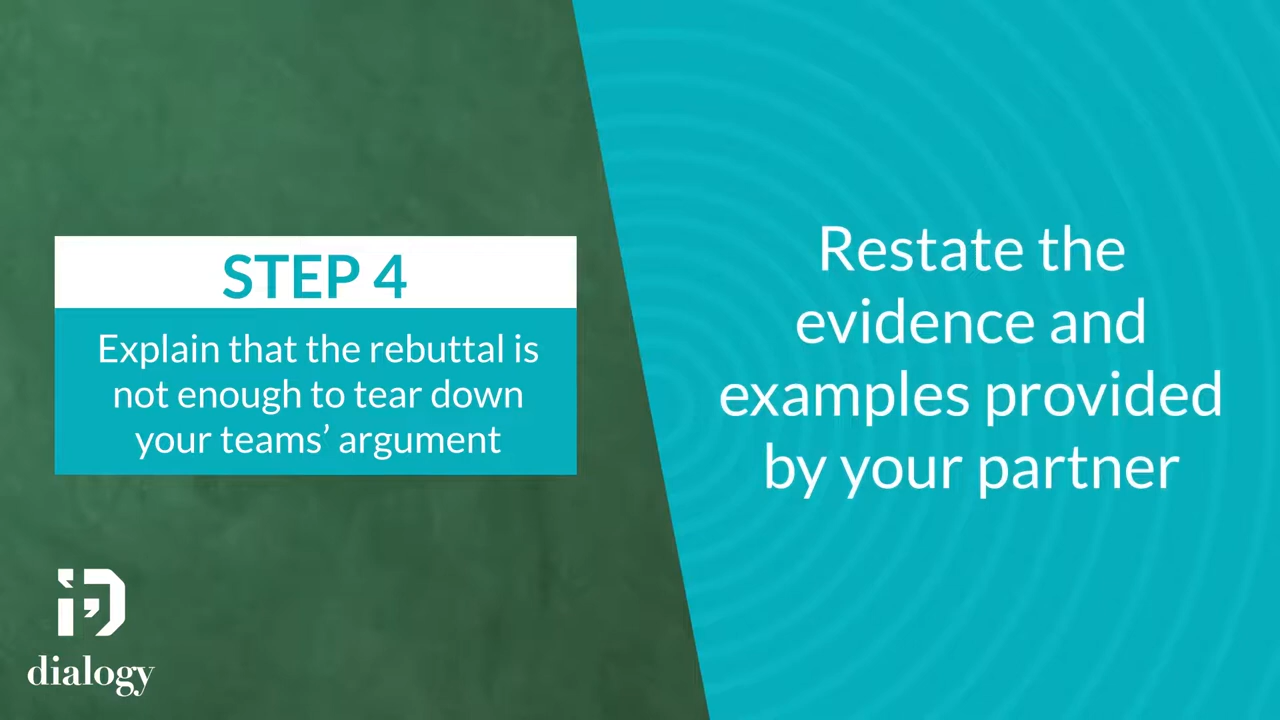 STEP 4
Explain that the rebuttal is
not enough to tear down
your teams’ argument
Restate the
evidence and
examples provided
by your partner
dialogy